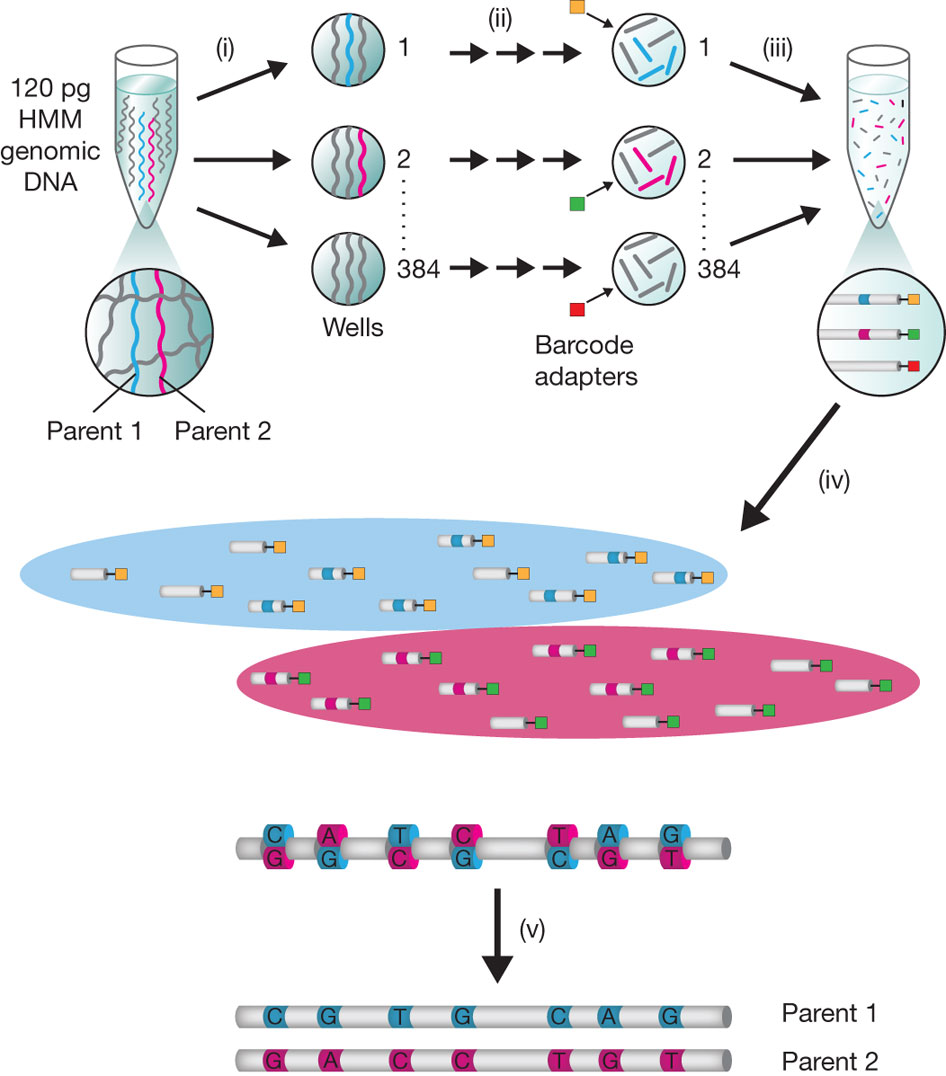 (i)
(ii)
(iii)
120 pg
HMM
genomic
DNA
1
1
2
2
384
384
Wells
Barcode
adapters
Parent 1
Parent 2
(iv)
C A T C T A G
G G C G C G T
(v)
C G T G C A G
Parent 1
G A C C T G T
Parent 2